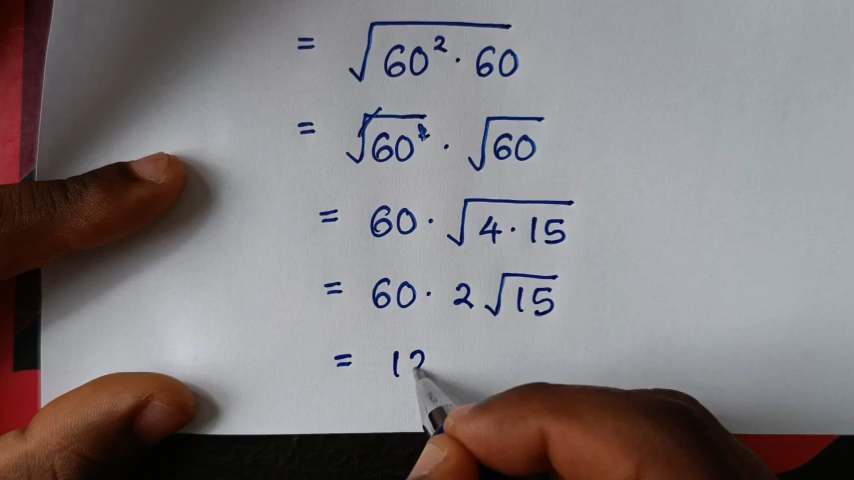 = √60² · 60
= √60² · √60
= 60 · √4 · 15
= 60 · 2 √15
= 12